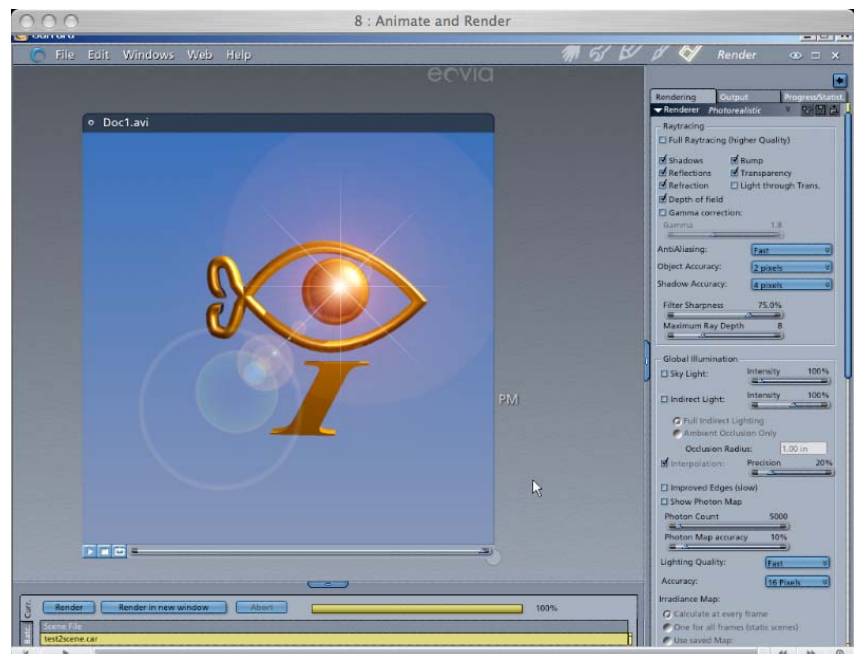 8 : Animate and Render
File Edit Windows Web Help
Render
eovia
Rendering Output Progress/Statist.
Renderer Photorealistic
Doc1.avi
Raytracing
Full Raytracing (higher Quality)
Shadows Bump
Reflections Transparency
Refraction Light through Trans.
Depth of field
Gamma correction:
Gamma 1.8
AntiAliasing: Fast
Object Accuracy: 2 pixels
Shadow Accuracy: 4 pixels
Filter Sharpness 75.0%
Maximum Ray Depth 8
Global Illumination
Sky Light: Intensity 100%
Indirect Light: Intensity 100%
I
PM
Full Indirect Lighting
Ambient Occlusion Only
Occlusion Radius: 1.00 in
Interpolation: Precision 20%
Improved Edges (slow)
Show Photon Map
Photon Count 5000
Photon Map accuracy 10%
Lighting Quality: Fast
Accuracy: 16 Pixels
Irradiance Map:
Calculate at every frame
One for all frames (static scenes)
Use saved Map:
Curr.
Render Render in new window Abort 100%
Scene File
test2scene.car